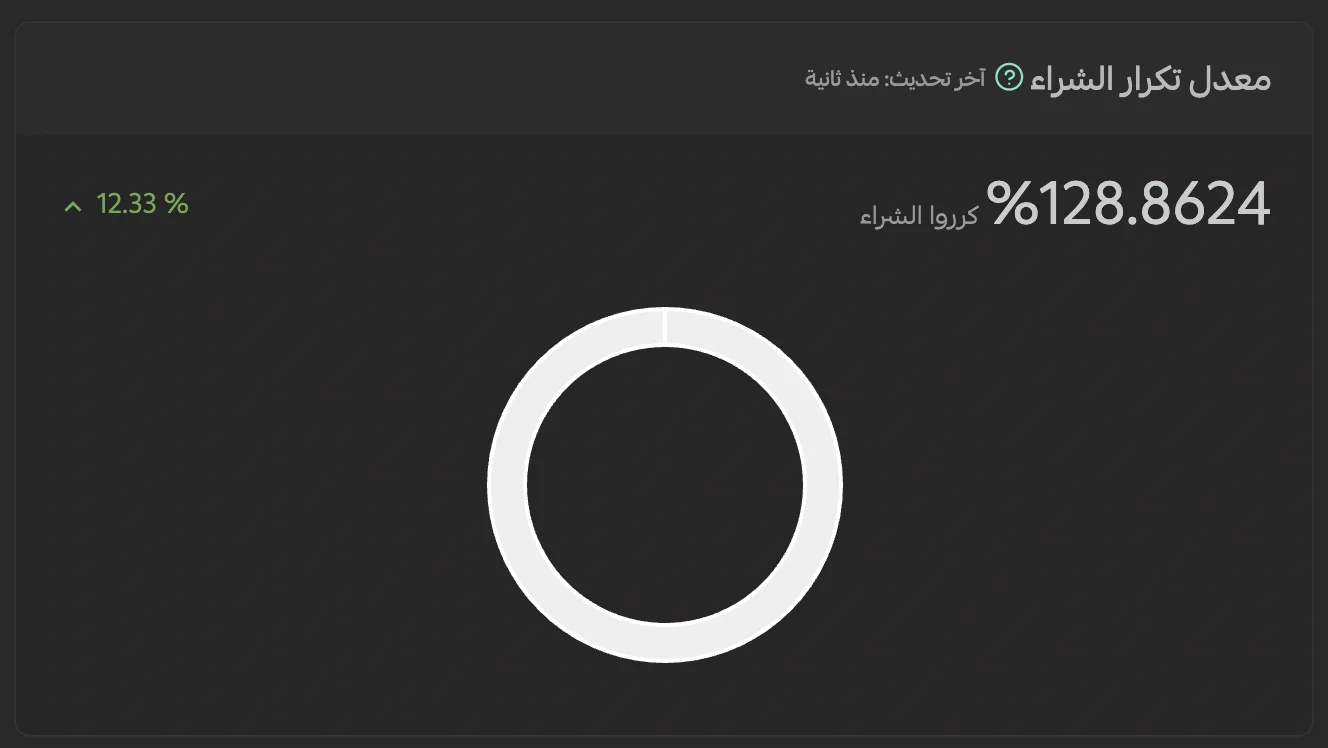 معدل تكرار الشراء ? آخر تحديث: منذ ثانية
%128.8624 كرروا الشراء
12.33 %